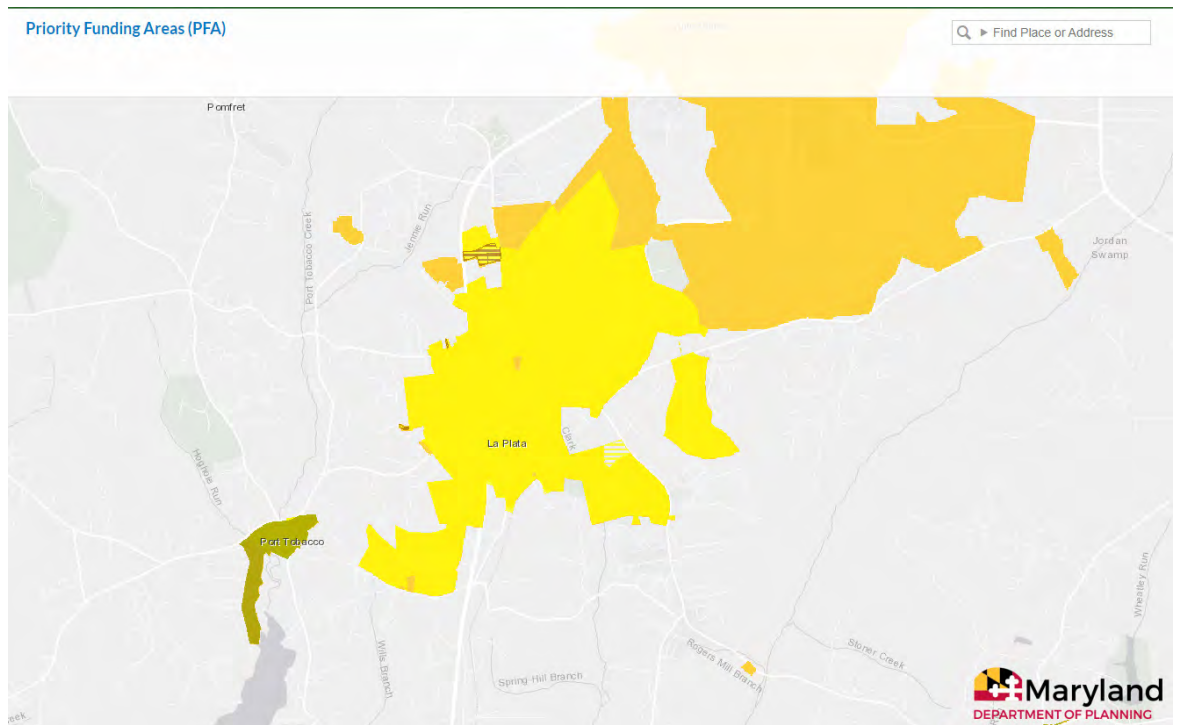 Priority Funding Areas (PFA)
Find Place or Address
Pomfret
Port Tobacco Creek
Jennie Run
Jordan
Swamp
La Plata
Clark
Hoghole Run
Port Tobacco
Wills Branch
Spring Hill Branch
Rogers Mill Branch
Stoner Creek
Wheatley Run
eek
Maryland
DEPARTMENT OF PLANNING